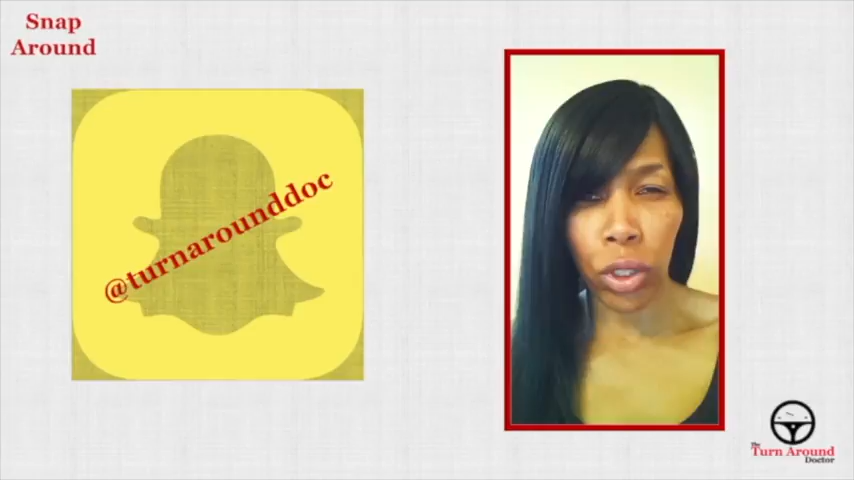 Snap
Around
@turnarounddoc
The
Turn Around
Doctor